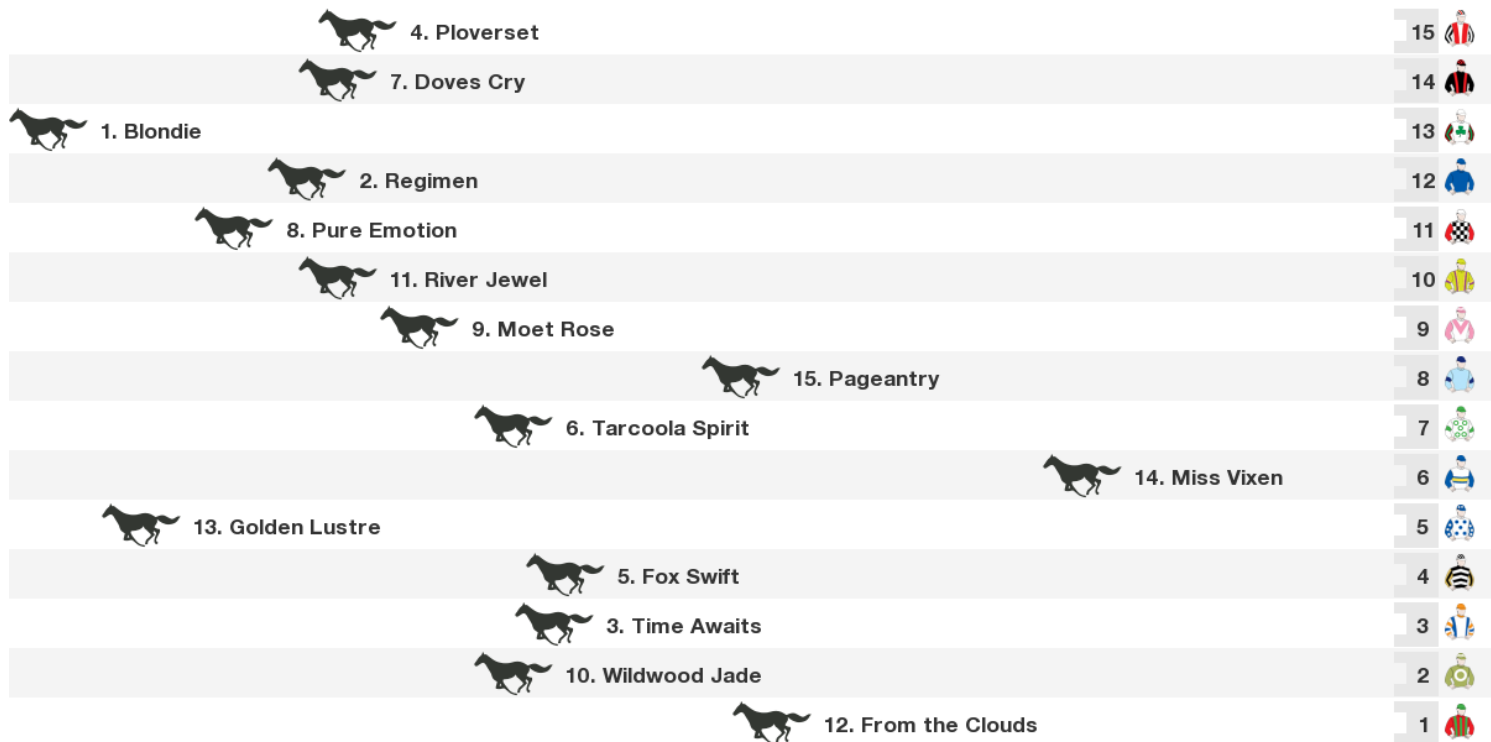 4. Ploverset 15
7. Doves Cry 14
1. Blondie 13
2. Regimen 12
8. Pure Emotion 11
11. River Jewel 10
9. Moet Rose 9
15. Pageantry 8
6. Tarcoola Spirit 7
14. Miss Vixen 6
13. Golden Lustre 5
5. Fox Swift 4
3. Time Awaits 3
10. Wildwood Jade 2
12. From the Clouds 1